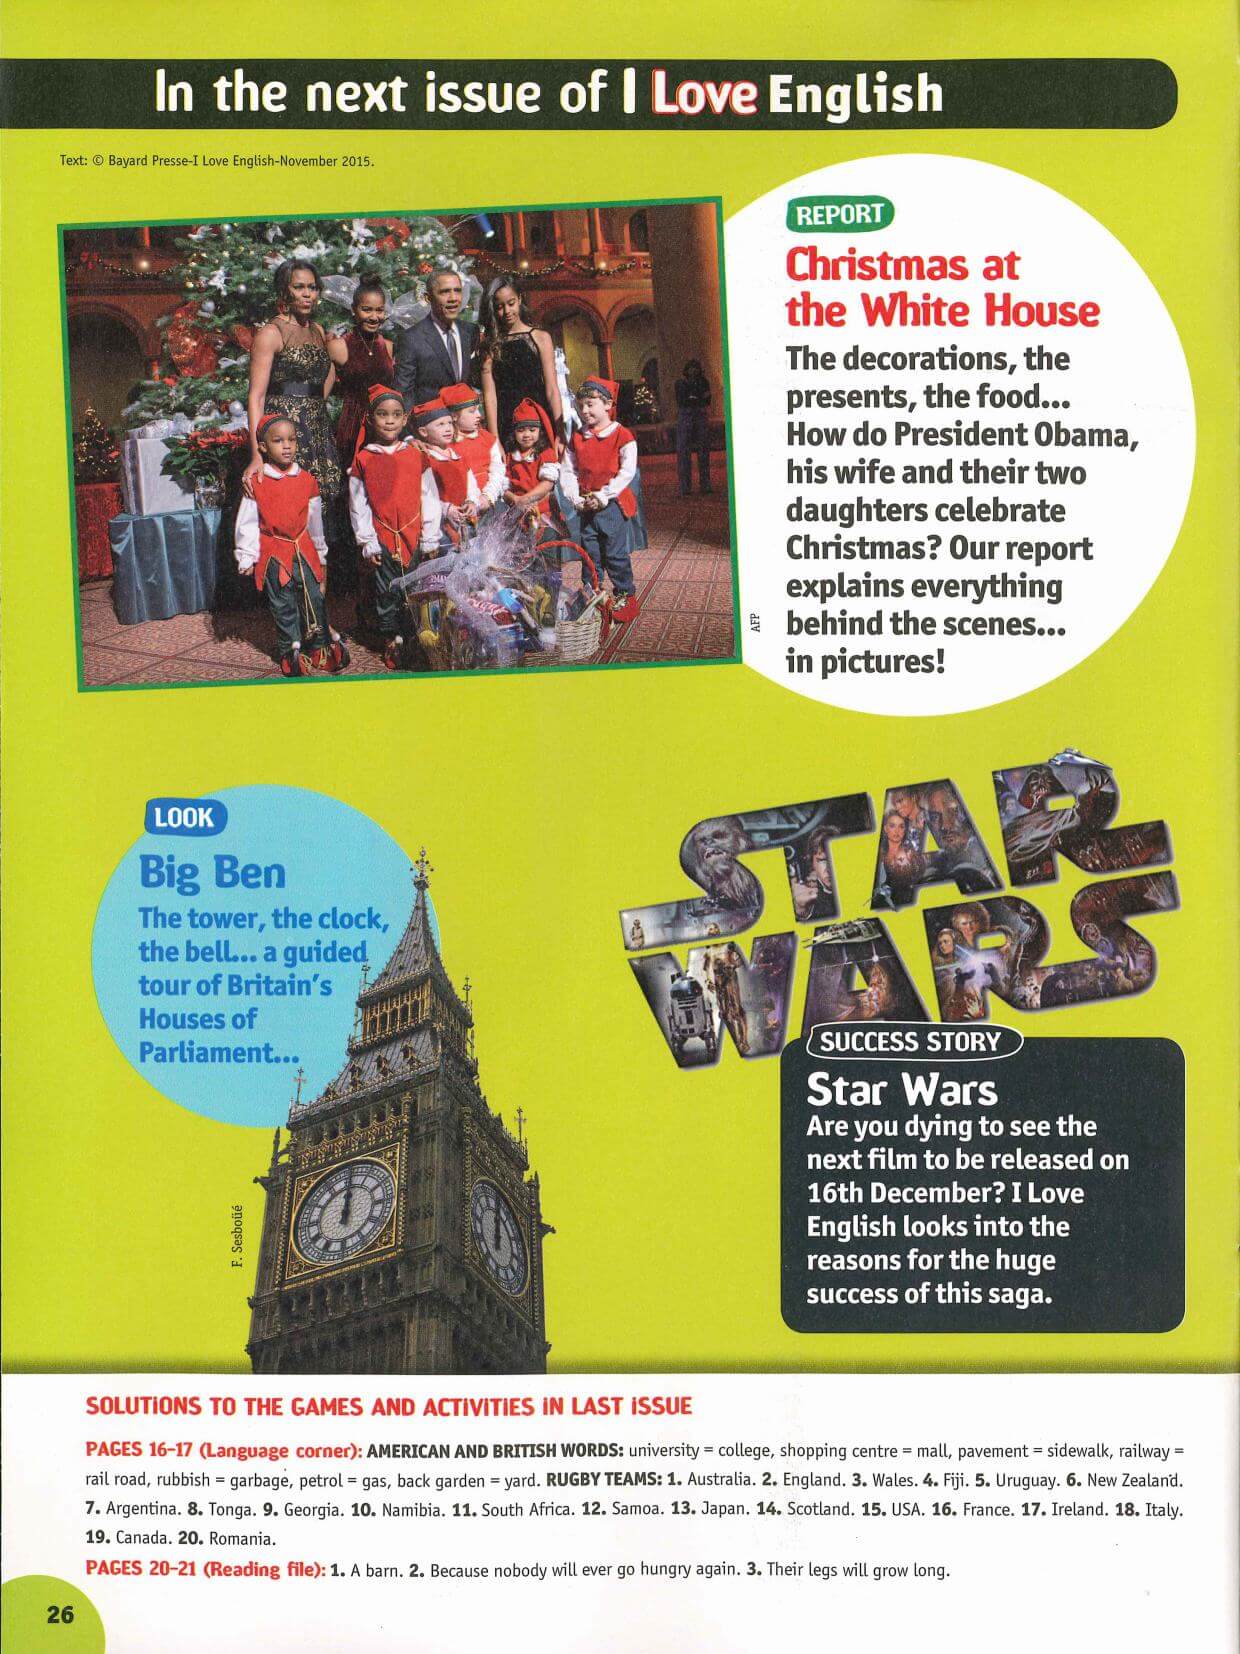 In the next issue of I Love English
Text: © Bayard Presse-I Love English-November 2015.
REPORT
Christmas at
the White House
The decorations, the
presents, the food...
How do President Obama,
his wife and their two
daughters celebrate
Christmas? Our report
explains everything
behind the scenes...
in pictures!
AFP
LOOK
Big Ben
The tower, the clock,
the bell... a guided
tour of Britain's
Houses of
Parliament...
F. Sesboüé
STAR
WARS
SUCCESS STORY
Star Wars
Are you dying to see the
next film to be released on
16th December? I Love
English looks into the
reasons for the huge
success of this saga.
SOLUTIONS TO THE GAMES AND ACTIVITIES IN LAST ISSUE
PAGES 16-17 (Language corner): AMERICAN AND BRITISH WORDS: university = college, shopping centre = mall, pavement = sidewalk, railway =
rail road, rubbish = garbage, petrol = gas, back garden = yard. RUGBY TEAMS: 1. Australia. 2. England. 3. Wales. 4. Fiji. 5. Uruguay. 6. New Zealand.
7. Argentina. 8. Tonga. 9. Georgia. 10. Namibia. 11. South Africa. 12. Samoa. 13. Japan. 14. Scotland. 15. USA. 16. France. 17. Ireland. 18. Italy.
19. Canada. 20. Romania.
PAGES 20-21 (Reading file): 1. A barn. 2. Because nobody will ever go hungry again. 3. Their legs will grow long.
26